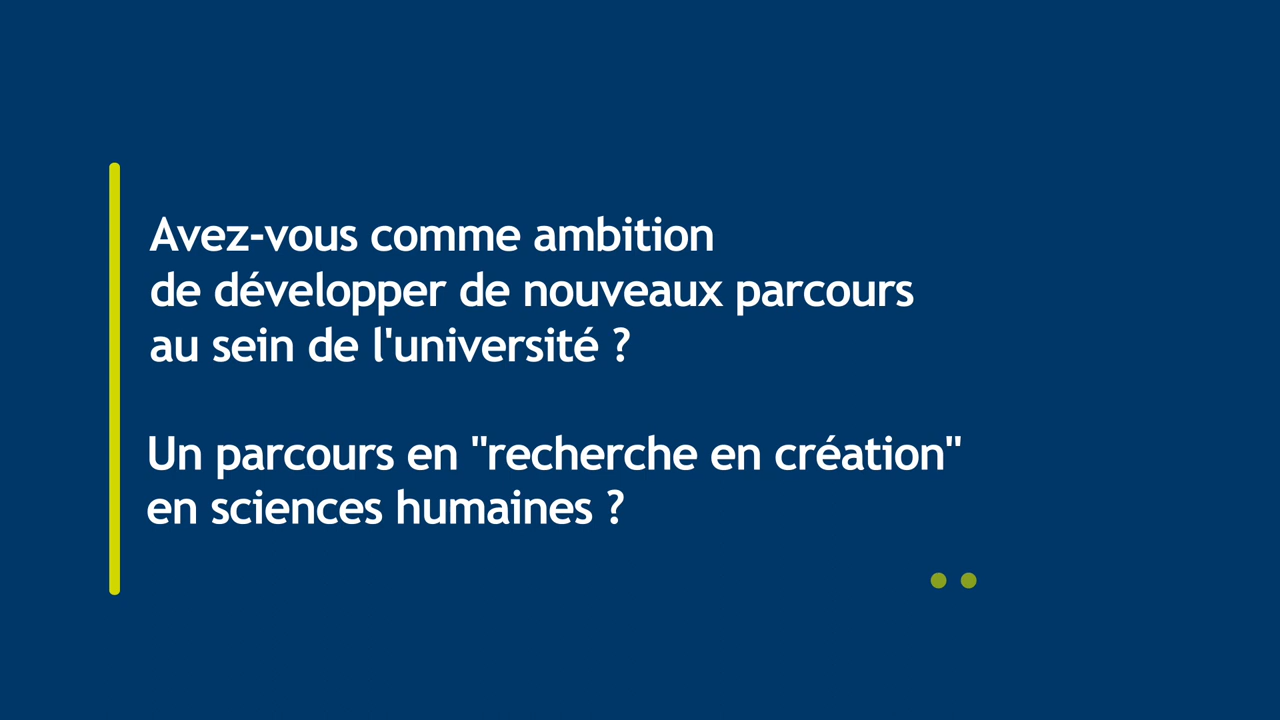 Avez-vous comme ambition
de développer de nouveaux parcours
au sein de l'université ?
Un parcours en "recherche en création"
en sciences humaines ?